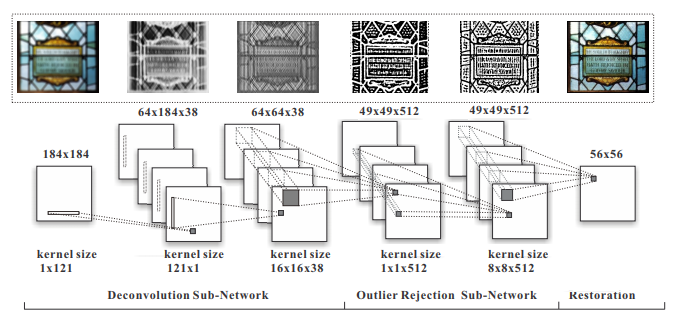 64x184x38
64x64x38
49x49x512
49x49x512
184x184
56x56
kernel size
1x121
kernel size
121x1
kernel size
16x16x38
kernel size
1x1x512
kernel size
8x8x512
Deconvolution Sub-Network
Outlier Rejection Sub-Network
Restoration